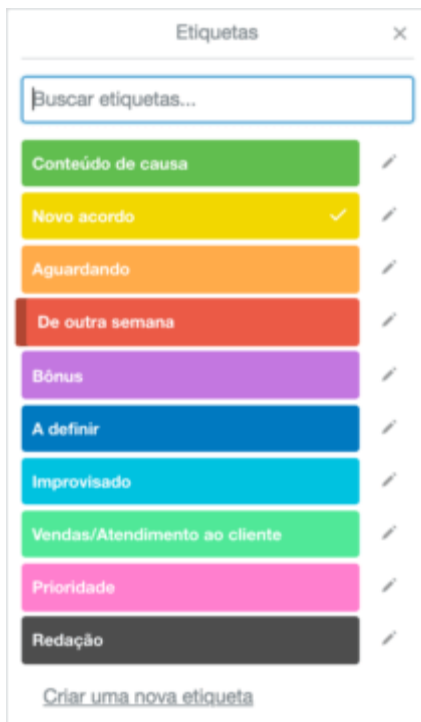 Etiquetas
Buscar etiquetas...
Conteúdo de causa
Novo acordo
Aguardando
De outra semana
Bônus
A definir
Improvisado
Vendas/Atendimento ao cliente
Prioridade
Redação
Criar uma nova etiqueta